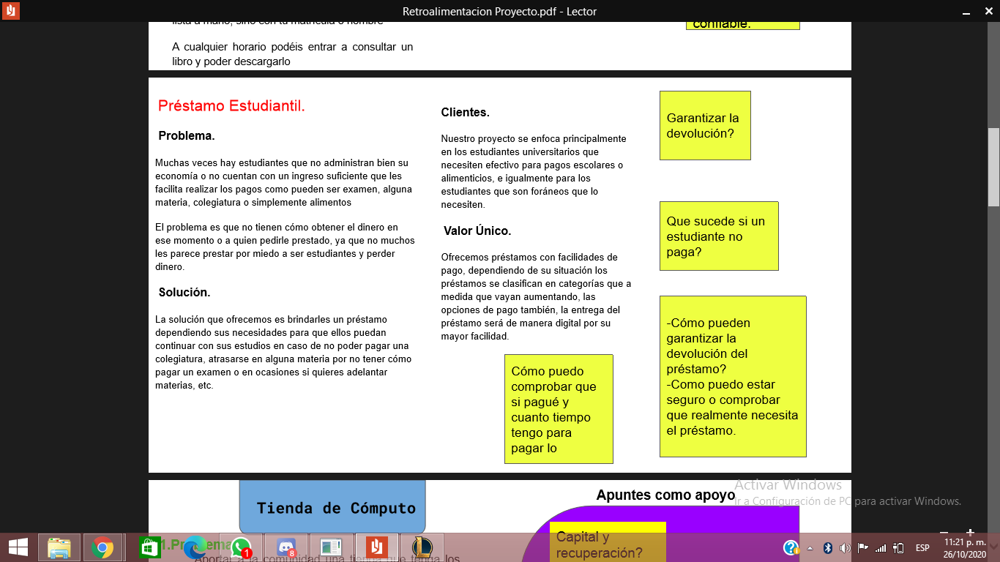 Retroalimentacion Proyecto.pdf - Lector
lista a mano, sino con tu matricula o nombre
confiable.
A cualquier horario podéis entrar a consultar un
libro y poder descargarlo
Préstamo Estudiantil.
Problema.
Muchas veces hay estudiantes que no administran bien su
economía o no cuentan con un ingreso suficiente que les
facilita realizar los pagos como pueden ser examen, alguna
materia, colegiatura o simplemente alimentos
El problema es que no tienen cómo obtener el dinero en
ese momento o a quien pedirle prestado, ya que no muchos
les parece prestar por miedo a ser estudiantes y perder
dinero.
Solución.
La solución que ofrecemos es brindarles un préstamo
dependiendo sus necesidades para que ellos puedan
continuar con sus estudios en caso de no poder pagar una
colegiatura, atrasarse en alguna materia por no tener cómo
pagar un examen o en ocasiones si quieres adelantar
materias, etc.
Clientes.
Nuestro proyecto se enfoca principalmente
en los estudiantes universitarios que
necesiten efectivo para pagos escolares o
alimenticios, e igualmente para los
estudiantes que son foráneos que lo
necesiten.
Valor Único.
Ofrecemos préstamos con facilidades de
pago, dependiendo de su situación los
préstamos se clasifican en categorías que a
medida que vayan aumentando, las
opciones de pago también, la entrega del
préstamo será de manera digital por su
mayor facilidad.
Cómo puedo
comprobar que
si pagué y
cuanto tiempo
tengo para
pagar lo
Garantizar la
devolución?
Que sucede si un
estudiante no
paga?
-Cómo pueden
garantizar la
devolución del
préstamo?
-Como puedo estar
seguro o comprobar
que realmente necesita
el préstamo.
Tienda de Cómputo
1.Problema
Aportar a la comunidad una tienda que tenga los
Apuntes como apoyo
Capital y
recuperación?
Activar Windows
Ir a Configuración de PC para activar Windows.
1
8
ESP
11:21 p. m.
26/10/2020